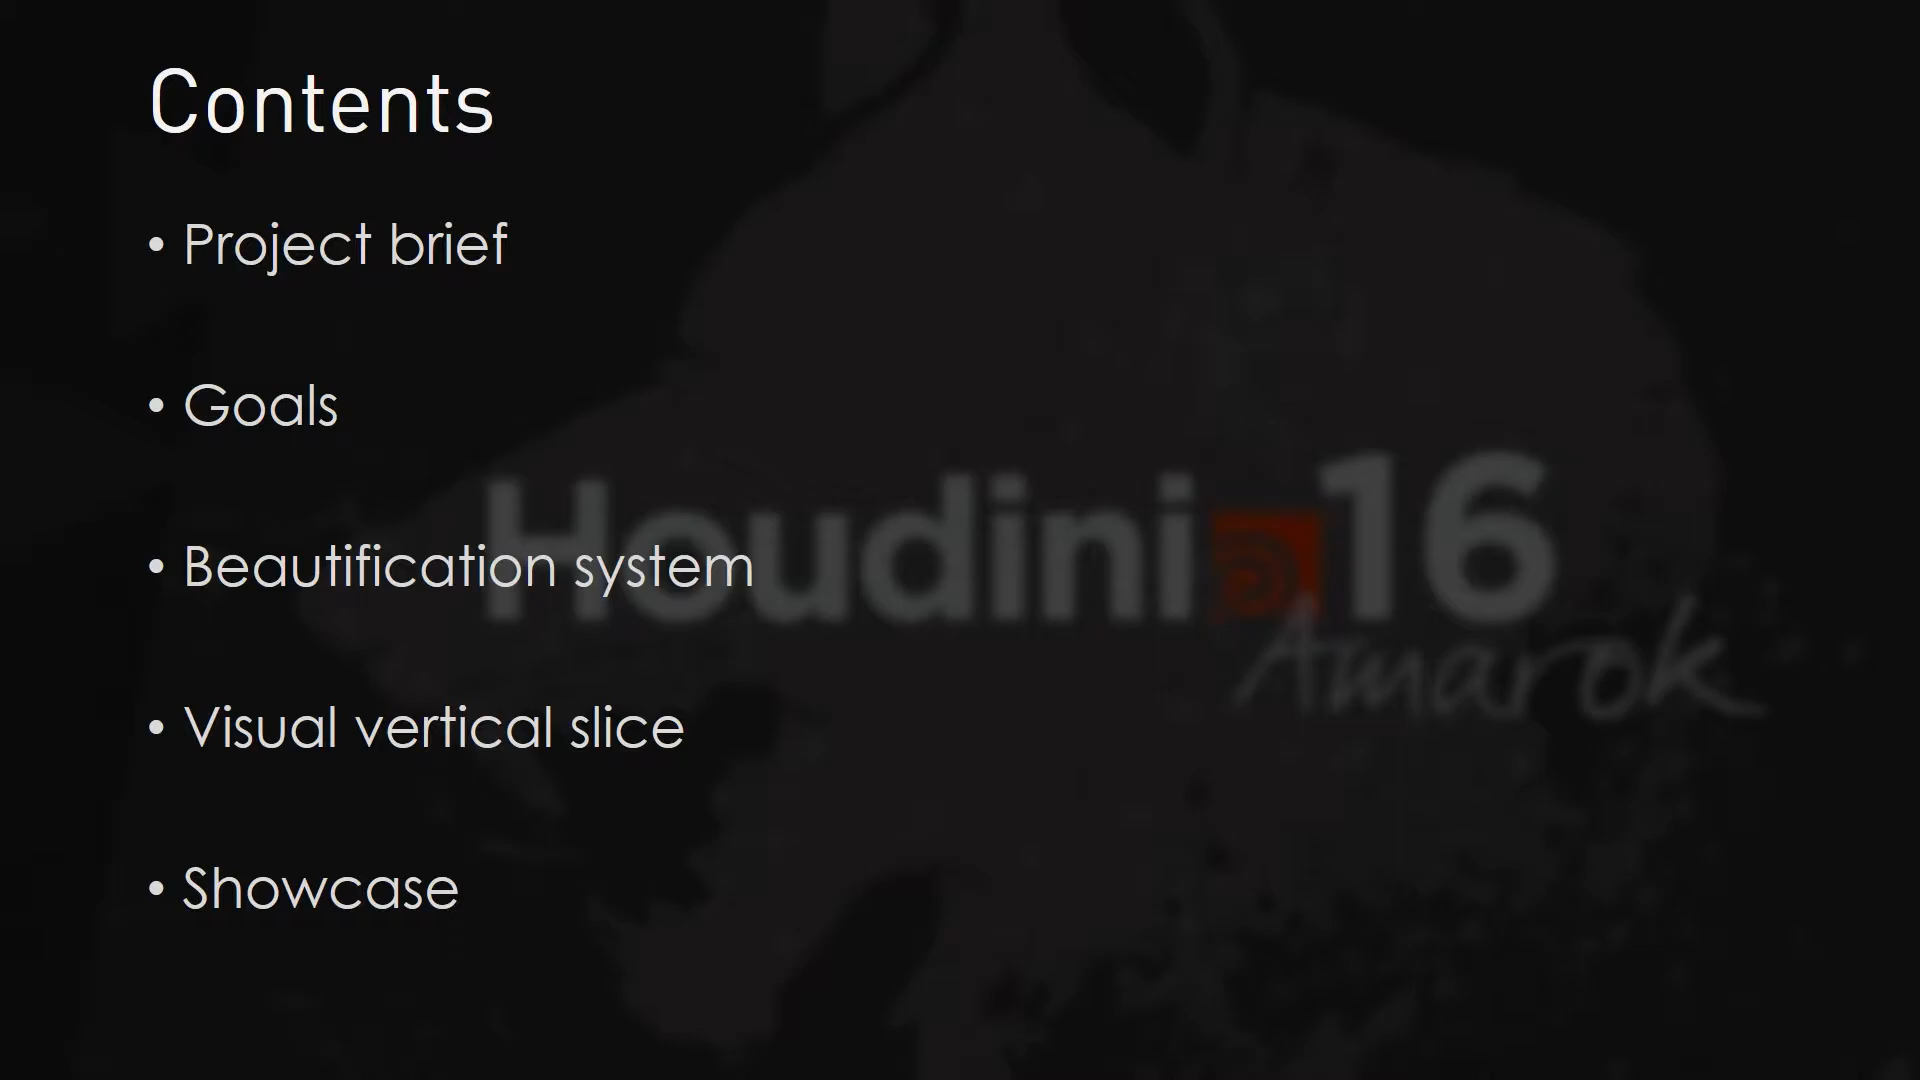 Contents
• Project brief
• Goals
• Beautification system
• Visual vertical slice
• Showcase
Houdini 16
Amarok